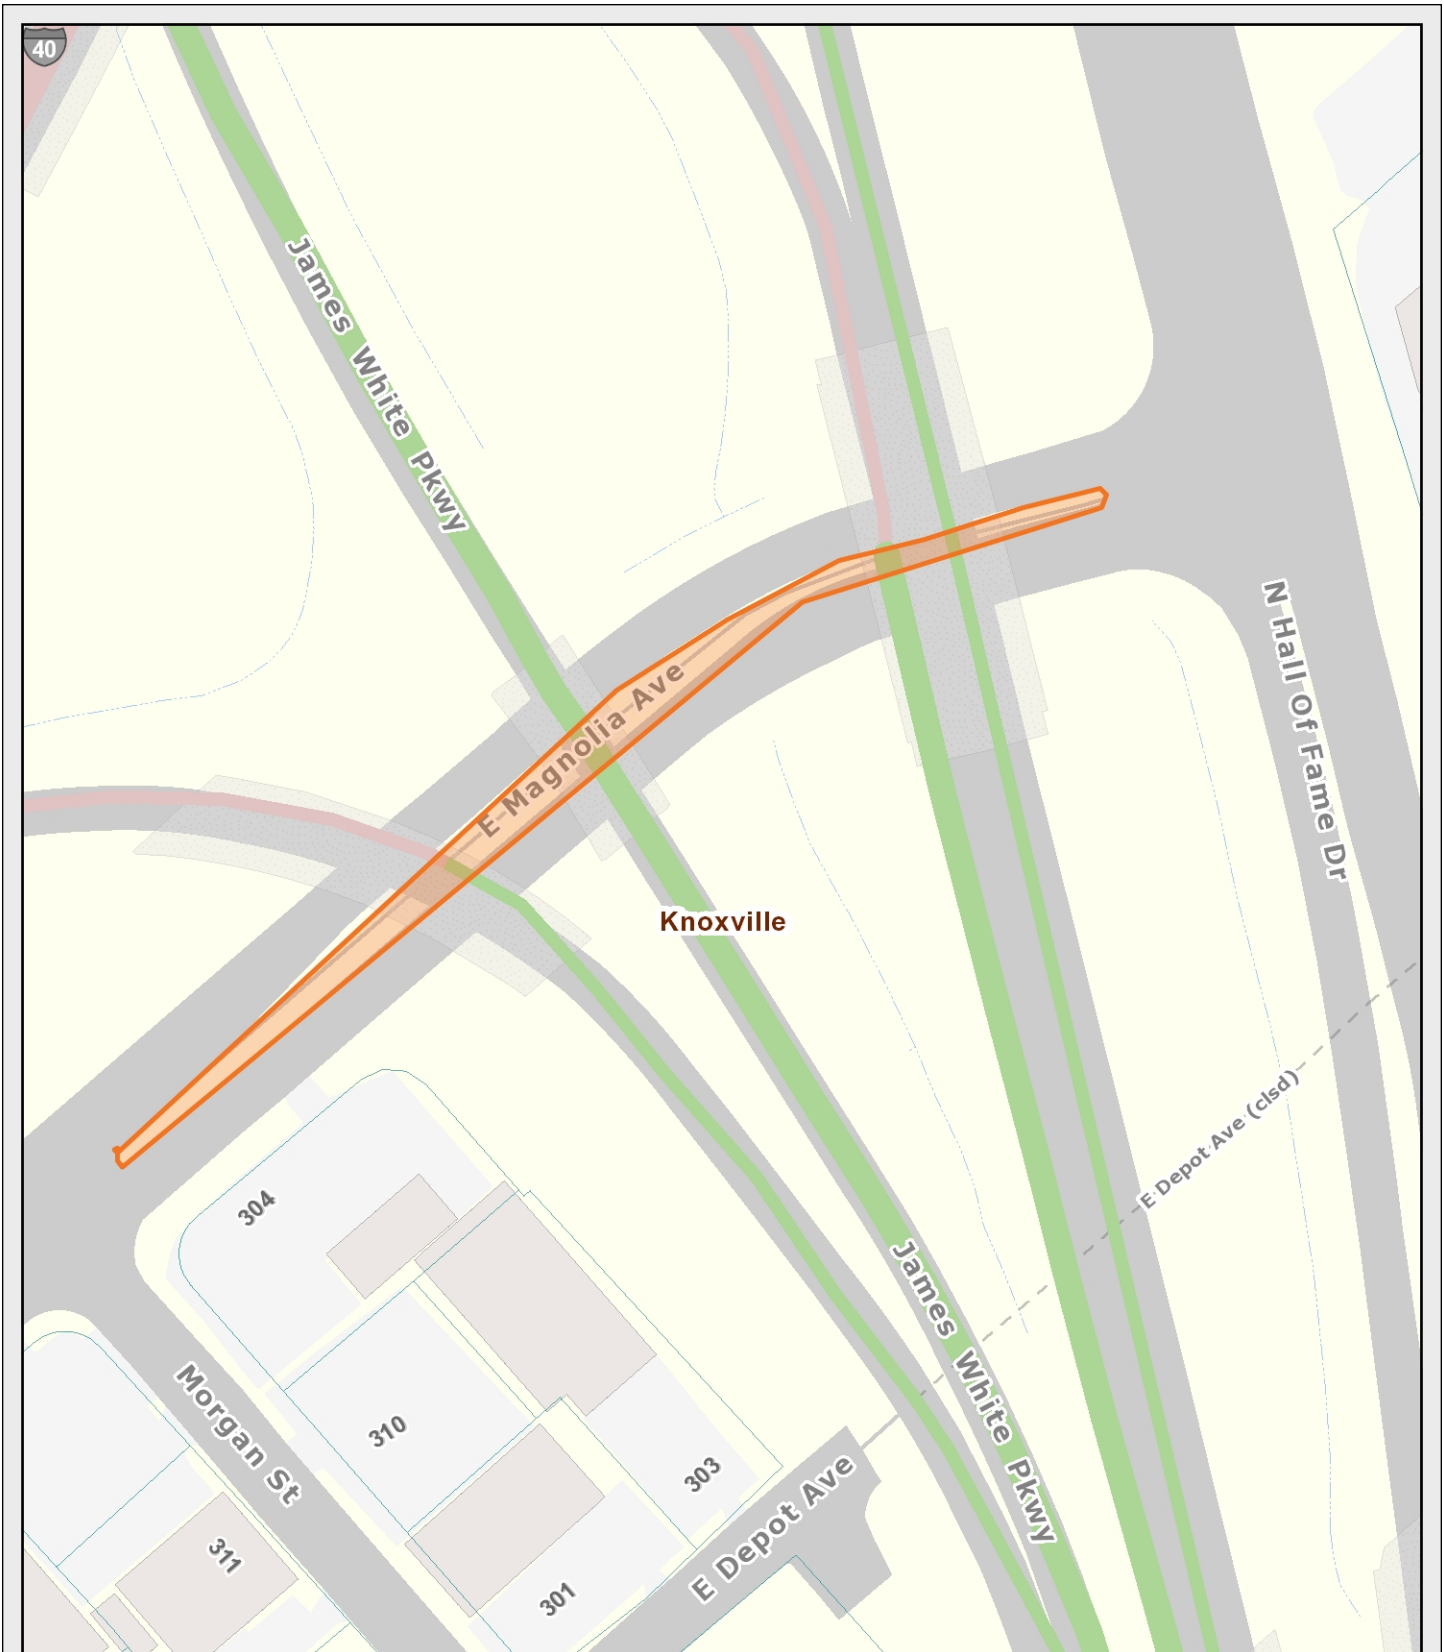 40
James White Pkwy
E Magnolia Ave
N Hall Of Fame Dr
Knoxville
E Depot Ave (clsd)
304
James White Pkwy
Morgan St
310
303
E Depot Ave
311
301